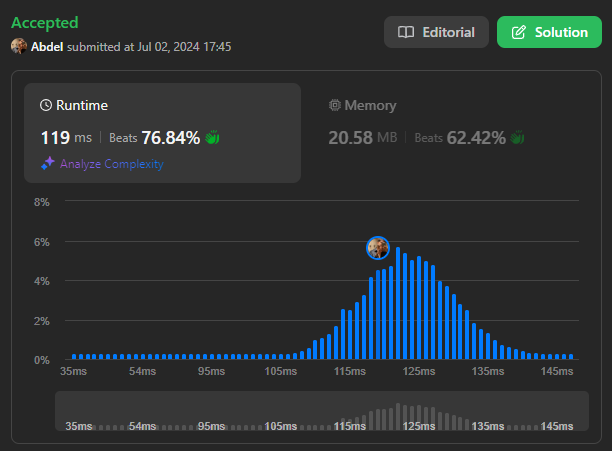 Accepted
Abdel submitted at Jul 02, 2024 17:45
Editorial
Solution
Runtime
119 ms | Beats 76.84%
Analyze Complexity
Memory
20.58 MB | Beats 62.42%
8%
6%
4%
2%
0%
35ms 54ms 95ms 105ms 115ms 125ms 135ms 145ms
35ms 54ms 95ms 105ms 115ms 125ms 135ms 145ms